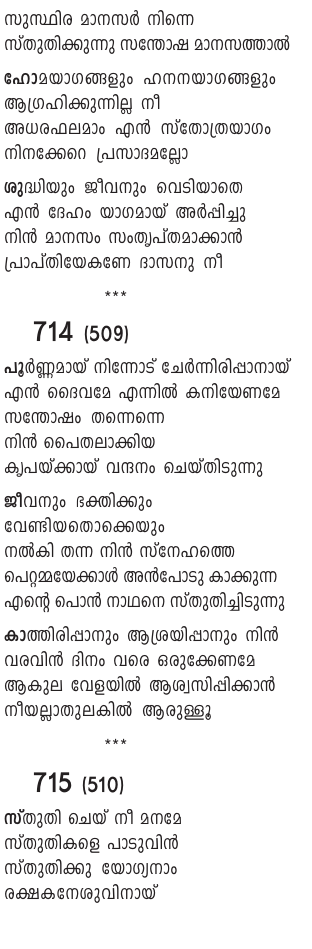 സുസ്ഥിര മാനസർ നിന്നെ
സ്തുതിക്കുന്നു സന്തോഷ മാനസത്താൽ
ഹോമയാഗങ്ങളും ഹനനയാഗങ്ങളും
ആഗ്രഹിക്കുന്നില്ല നീ
അധരഫലമാം എൻ സ്തോത്രയാഗം
നിനക്കേറെ പ്രസാദമല്ലോ
ശുദ്ധിയും ജീവനും വെടിയാതെ
എൻ ദേഹം യാഗമായ് അർപ്പിച്ചു
നിൻ മാനസം സംതൃപ്തമാക്കാൻ
പ്രാപ്തിയേകണേ ദാസനു നീ
***
714 (509)
പൂർണ്ണമായ് നിന്നോട് ചേർന്നിരിപ്പാനായ്
എൻ ദൈവമേ എന്നിൽ കനിയേണമേ
സന്തോഷം തന്നെന്നെ
നിൻ പൈതലാക്കിയ
കൃപയ്ക്കായ് വന്ദനം ചെയ്തിടുന്നു
ജീവനും ഭക്തിക്കും
വേണ്ടിയതൊക്കെയും
നൽകി തന്ന നിൻ സ്നേഹത്തെ
പെറ്റമ്മയേക്കാൾ അൻപോടു കാക്കുന്ന
എന്റെ പൊൻ നാഥനെ സ്തുതിച്ചിടുന്നു
കാത്തിരിപ്പാനും ആശ്രയിപ്പാനും നിൻ
വരവിൻ ദിനം വരെ ഒരുക്കേണമേ
ആകുല വേളയിൽ ആശ്വസിപ്പിക്കാൻ
നീയല്ലാതുലകിൽ ആരുള്ളൂ
***
715 (510)
സ്തുതി ചെയ് നീ മനമേ
സ്തുതികളെ പാടുവിൻ
സ്തുതിക്കു യോഗ്യനാം
രക്ഷകനേശുവിനായ്